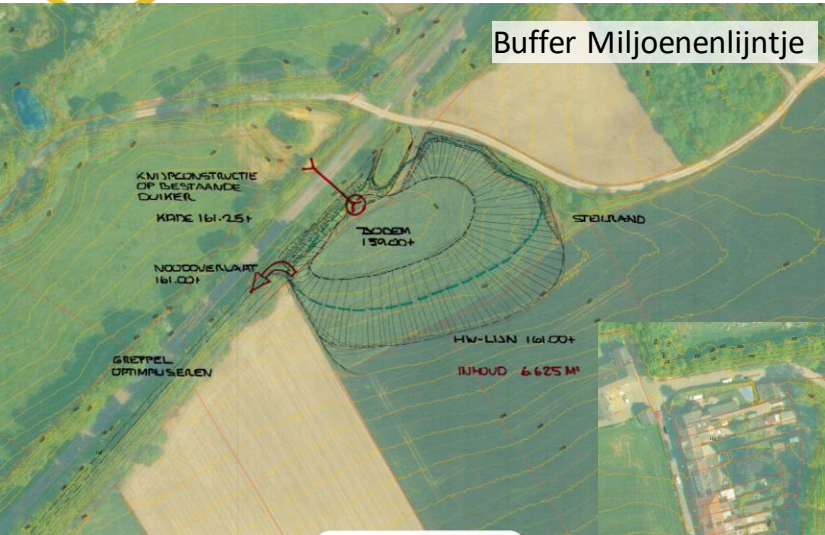 Buffer Miljoenenlijntje
KNIJPCONSTRUCTIE
OP BESTAANDE
DUIKER
KADE 161.25+
BODEM
159.00+
STEILRAND
NOODOVERLAAT
161.00+
HW-LIJN 161.00+
GREPPEL
OPTIMALISEREN
INHOUD 6.625 M³